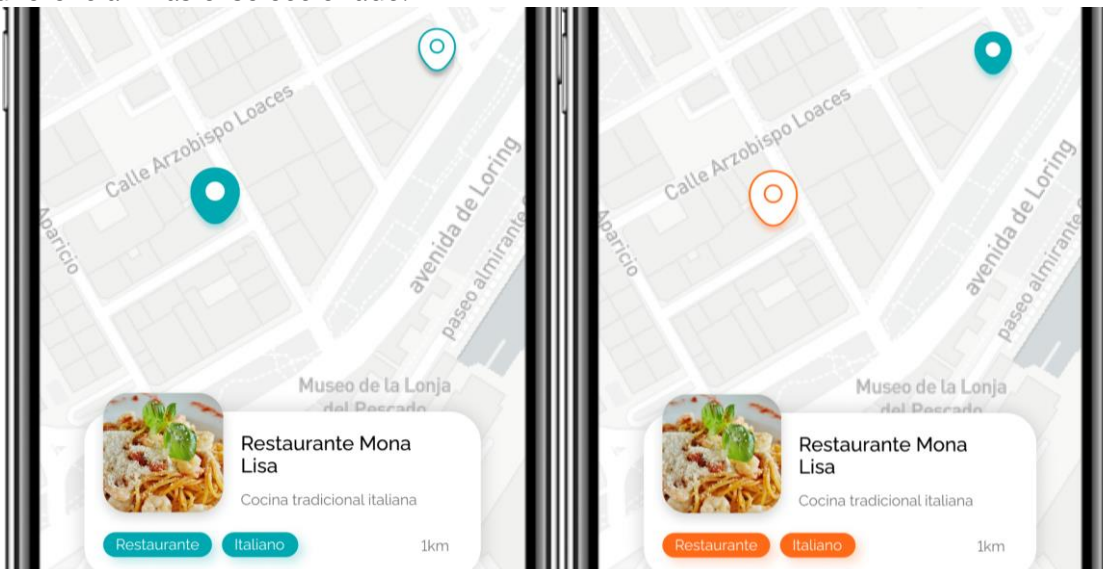 Calle Arzobispo Loaces
Aparicio
avenida de Loring
paseo almirante
Museo de la Lonja
del Pescado
Restaurante Mona
Lisa
Cocina tradicional italiana
Restaurante
Italiano
1km
Calle Arzobispo Loaces
Aparicio
avenida de Loring
paseo almirante
Museo de la Lonja
del Pescado
Restaurante Mona
Lisa
Cocina tradicional italiana
Restaurante
Italiano
1km